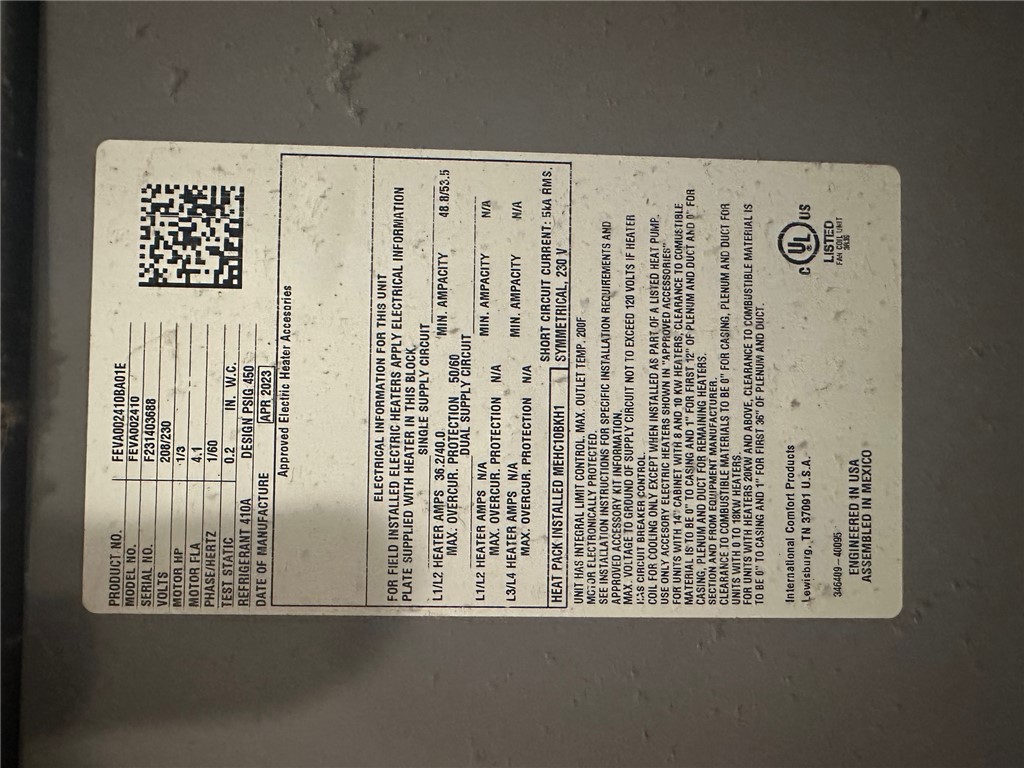 PRODUCT NO. FEVA002410BA01E
MODEL NO. FEVA002410
SERIAL NO. F231403688
VOLTS 208/230
MOTOR HP 1/3
MOTOR FLA 4.1
PHASE/HERTZ 1/60
TEST STATIC 0.2 IN. W.C.
REFRIGERANT 410A DESIGN PSIG 450
DATE OF MANUFACTURE APR 2023
Approved Electric Heater Accesories
ELECTRICAL INFORMATION FOR THIS UNIT
FOR FIELD INSTALLED ELECTRIC HEATERS APPLY ELECTRICAL INFORMATION
PLATE SUPPLIED WITH HEATER IN THIS BLOCK.
SINGLE SUPPLY CIRCUIT
L1/L2 HEATER AMPS 36.2/40.0 MIN. AMPACITY 48.8/53.5
MAX. OVERCUR. PROTECTION 50/60
DUAL SUPPLY CIRCUIT
L1/L2 HEATER AMPS N/A MIN. AMPACITY N/A
MAX. OVERCUR. PROTECTION N/A
L3/L4 HEATER AMPS N/A MIN. AMPACITY N/A
MAX. OVERCUR. PROTECTION N/A
SHORT CIRCUIT CURRENT: 5kA RMS,
HEAT PACK INSTALLED MEHC10BKH1 SYMMETRICAL, 230 V
UNIT HAS INTEGRAL LIMIT CONTROL. MAX. OUTLET TEMP. 200F
MOTOR ELECTRONICALLY PROTECTED.
SEE INSTALLATION INSTRUCTIONS FOR SPECIFIC INSTALLATION REQUIREMENTS AND
APPROVED ACCESSORY KIT INFORMATION.
MAX. VOLTAGE TO GROUND OF SUPPLY CIRCUIT NOT TO EXCEED 120 VOLTS IF HEATER
HAS CIRCUIT BREAKER CONTROL.
COIL FOR COOLING ONLY EXCEPT WHEN INSTALLED AS PART OF A LISTED HEAT PUMP.
USE ONLY ACCESORY ELECTRIC HEATERS SHOWN IN "APPROVED ACCESSORIES"
FOR UNITS WITH 14" CABINET WITH 8 AND 10 KW HEATERS, CLEARANCE TO COMBUSTIBLE
MATERIAL IS TO BE 0" TO CASING AND 1" FOR FIRST 12" OF PLENUM AND DUCT AND 0" FOR
CASING, PLENUM AND DUCT FOR REMAINING HEATERS.
SECTION AND FROM EQUIPMENT MANUFACTURER.
CLEARANCE TO COMBUSTIBLE MATERIALS TO BE 0" FOR CASING, PLENUM AND DUCT FOR
UNITS WITH 0 TO 18KW HEATERS.
FOR UNITS WITH HEATERS 20KW AND ABOVE, CLEARANCE TO COMBUSTIBLE MATERIAL IS
TO BE 0" TO CASING AND 1" FOR FIRST 36" OF PLENUM AND DUCT.
International Comfort Products
Lewisburg, TN 37091 U.S.A.
346409-40095
ENGINEERED IN USA
ASSEMBLED IN MEXICO
C UL US
LISTED
FAN COIL UNIT